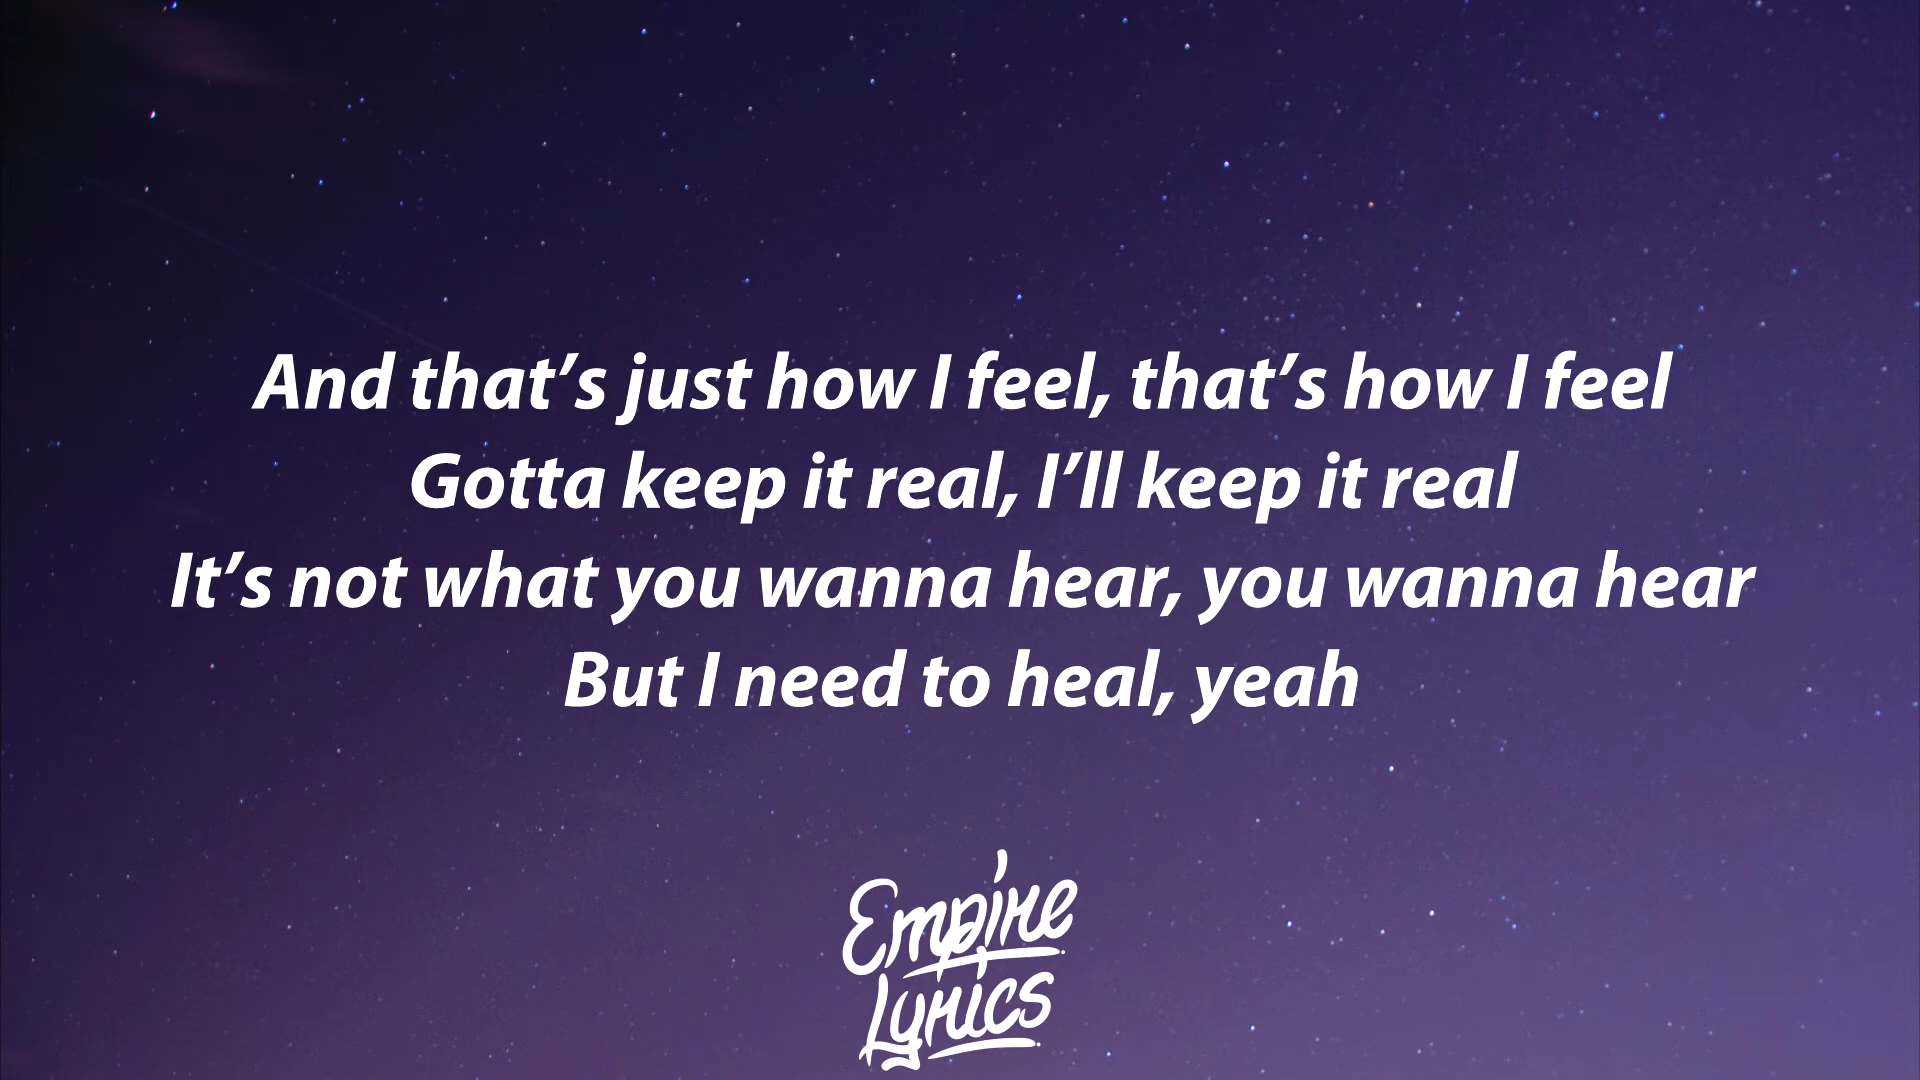 And that’s just how I feel, that’s how I feel
Gotta keep it real, I’ll keep it real
It’s not what you wanna hear, you wanna hear
But I need to heal, yeah
Empire
Lyrics